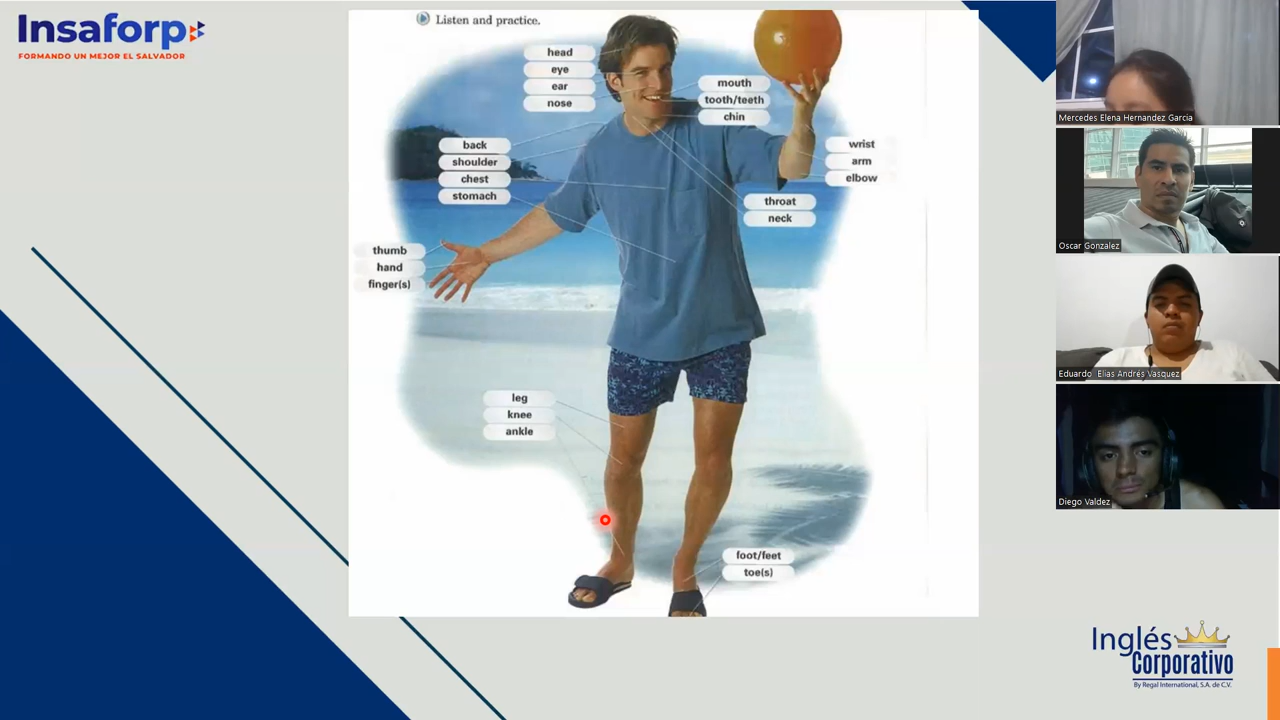 Insaforp
FORMANDO UN MEJOR EL SALVADOR
Listen and practice.
head
eye
ear
nose
mouth
tooth/teeth
chin
back
shoulder
chest
stomach
wrist
arm
elbow
throat
neck
thumb
hand
finger(s)
leg
knee
ankle
foot/feet
toe(s)
Mercedes Elena Hernandez Garcia
Oscar Gonzalez
Eduardo Elias Andrés Vasquez
Diego Valdez
Inglés
Corporativo
By Regal International, S.A. de C.V.